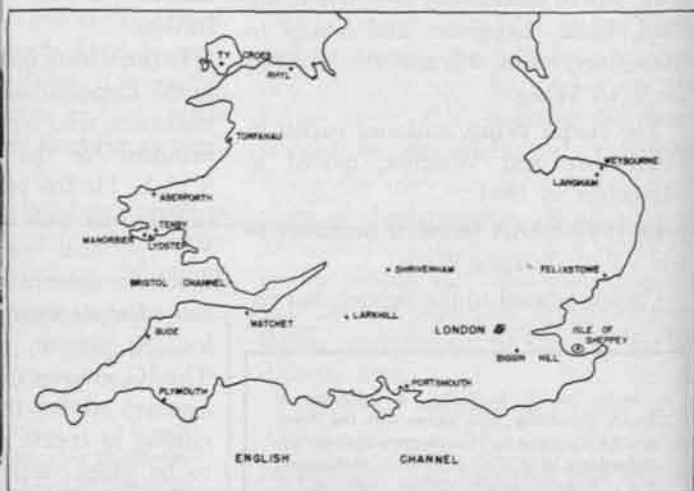 TY CROES
RHYL
TONFANAU
WEYBOURNE
LANGHAM
ABERPORTH
TENBY
MANORBIER
LYDSTEP
SHRIVENHAM
FELIXSTOWE
BRISTOL CHANNEL
WATCHET
LARKHILL
BUDE
LONDON
ISLE OF
SHEPPEY
BIGGIN HILL
PLYMOUTH
PORTSMOUTH
ENGLISH CHANNEL